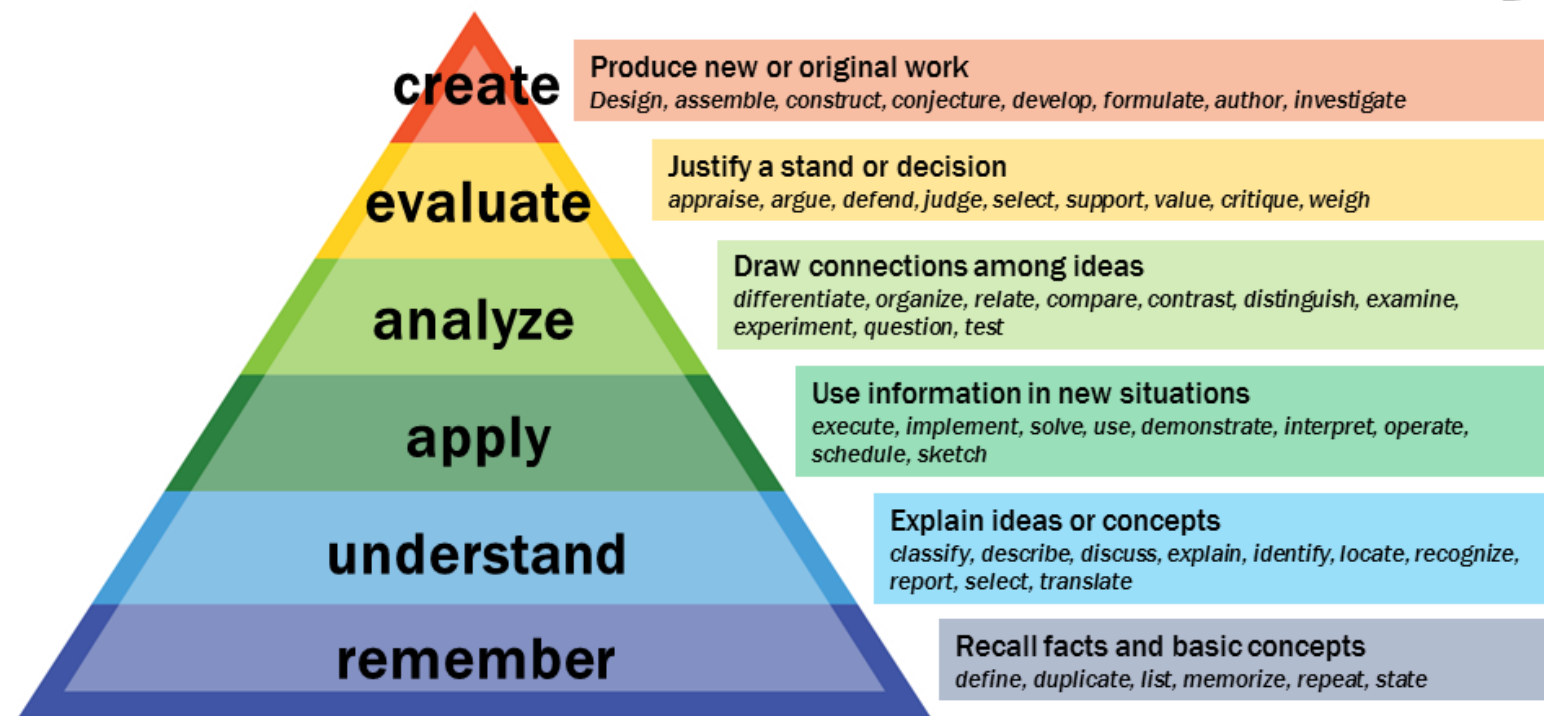 create
Produce new or original work
Design, assemble, construct, conjecture, develop, formulate, author, investigate
evaluate
Justify a stand or decision
appraise, argue, defend, judge, select, support, value, critique, weigh
analyze
Draw connections among ideas
differentiate, organize, relate, compare, contrast, distinguish, examine,
experiment, question, test
apply
Use information in new situations
execute, implement, solve, use, demonstrate, interpret, operate,
schedule, sketch
understand
Explain ideas or concepts
classify, describe, discuss, explain, identify, locate, recognize,
report, select, translate
remember
Recall facts and basic concepts
define, duplicate, list, memorize, repeat, state